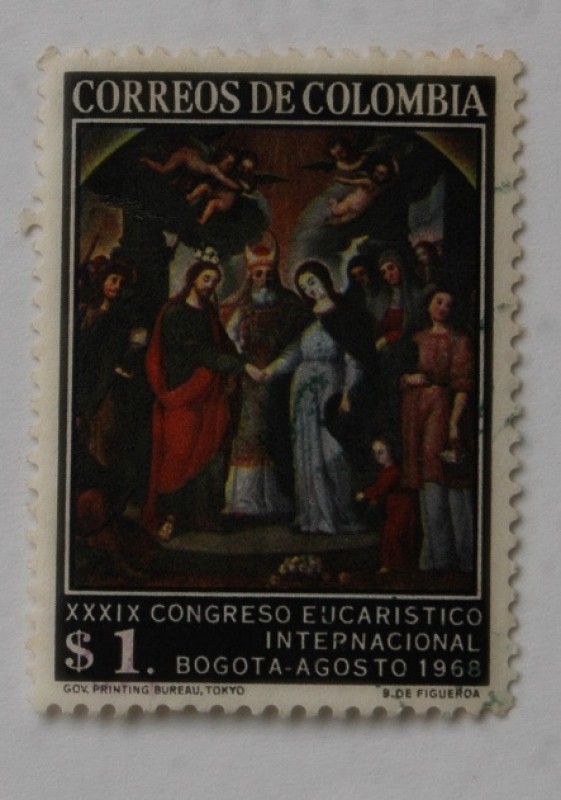 CORREOS DE COLOMBIA
XXXIX CONGRESO EUCARISTICO
INTERNACIONAL
$ 1. BOGOTA-AGOSTO 1968
GOV. PRINTING BUREAU, TOKYO B. DE FIGUEROA